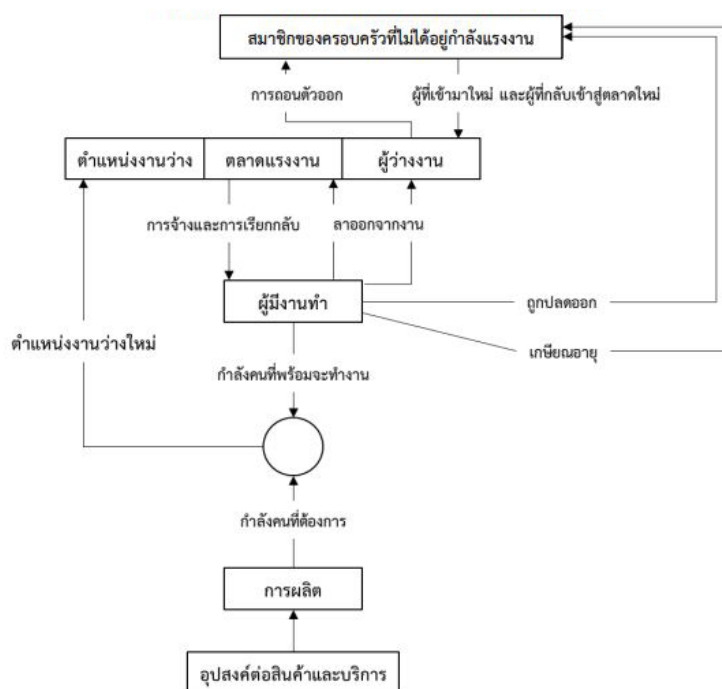 สมาชิกของครอบครัวที่ไม่ได้อยู่กำลังแรงงาน
การถอนตัวออก
ผู้ที่เข้ามาใหม่ และผู้ที่กลับเข้าสู่ตลาดใหม่
ตำแหน่งงานว่าง
ตลาดแรงงาน
ผู้ว่างงาน
การจ้างและการเรียกกลับ
ลาออกจากงาน
ผู้มีงานทำ
ถูกปลดออก
ตำแหน่งงานว่างใหม่
เกษียณอายุ
กำลังคนที่พร้อมจะทำงาน
กำลังคนที่ต้องการ
การผลิต
อุปสงค์ต่อสินค้าและบริการ